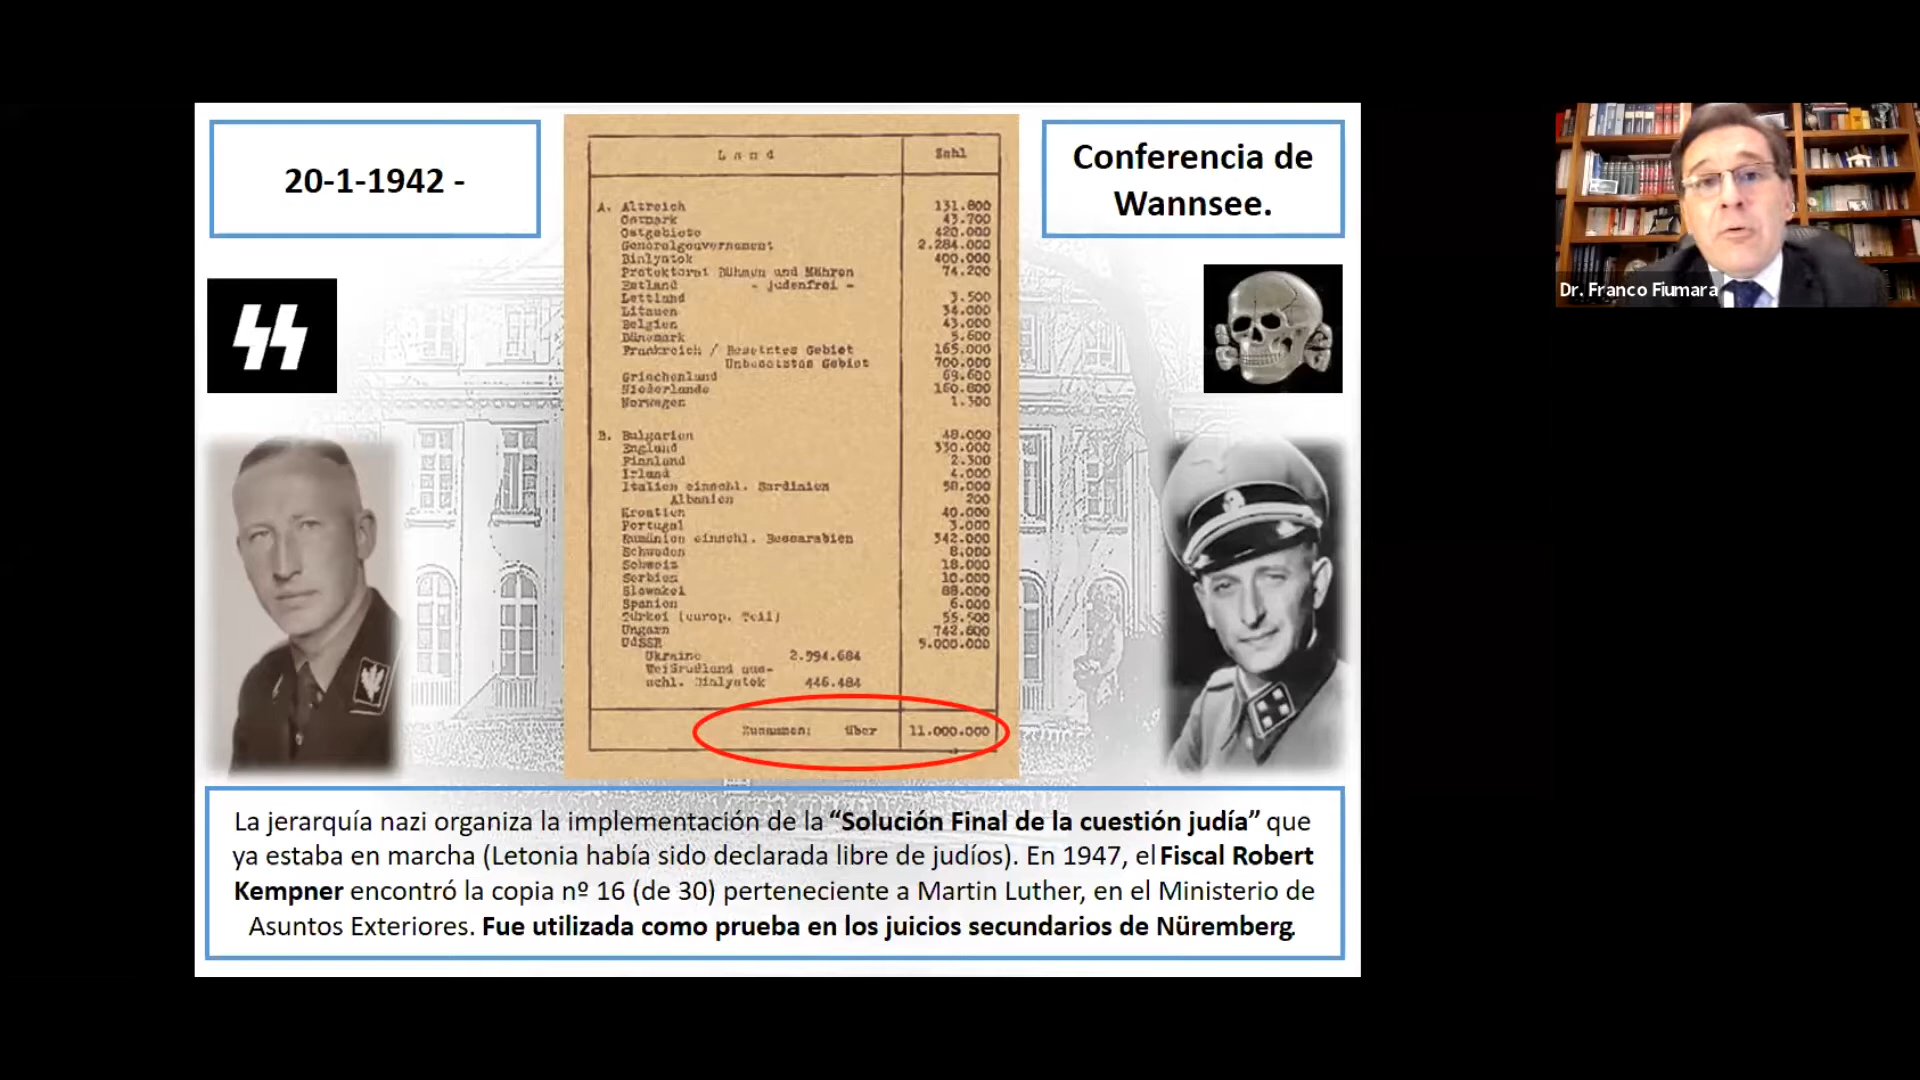 20-1-1942 -
Conferencia de
Wannsee.
Land Zahl
A. Altreich 131.800
Ostmark 43.700
Ostgebiete 420.000
Generalgouvernement 2.284.000
Bialystok 400.000
Protektorat Böhmen und Mähren 74.200
Estland - judenfrei -
Lettland 3.500
Litauen 34.000
Belgien 43.000
Dänemark 5.600
Frankreich / Besetztes Gebiet 165.000
Unbesetztes Gebiet 700.000
Griechenland 69.600
Niederlande 160.800
Norwegen 1.300
B. Bulgarien 48.000
England 330.000
Finnland 2.300
Irland 4.000
Italien einschl. Sardinien 58.000
Albanien 200
Kroatien 40.000
Portugal 3.000
Rumänien einschl. Bessarabien 342.000
Schweden 8.000
Schweiz 18.000
Serbien 10.000
Slowakei 88.000
Spanien 6.000
Türkei (europ. Teil) 55.500
Ungarn 742.800
UdSSR 5.000.000
Ukraine 2.994.684
Weißrußland aus-
schl. Bialystok 446.484
Zusammen: über 11.000.000
La jerarquía nazi organiza la implementación de la “Solución Final de la cuestión judía” que
ya estaba en marcha (Letonia había sido declarada libre de judíos). En 1947, el Fiscal Robert
Kempner encontró la copia nº 16 (de 30) perteneciente a Martin Luther, en el Ministerio de
Asuntos Exteriores. Fue utilizada como prueba en los juicios secundarios de Nüremberg.
Dr. Franco Fiumara